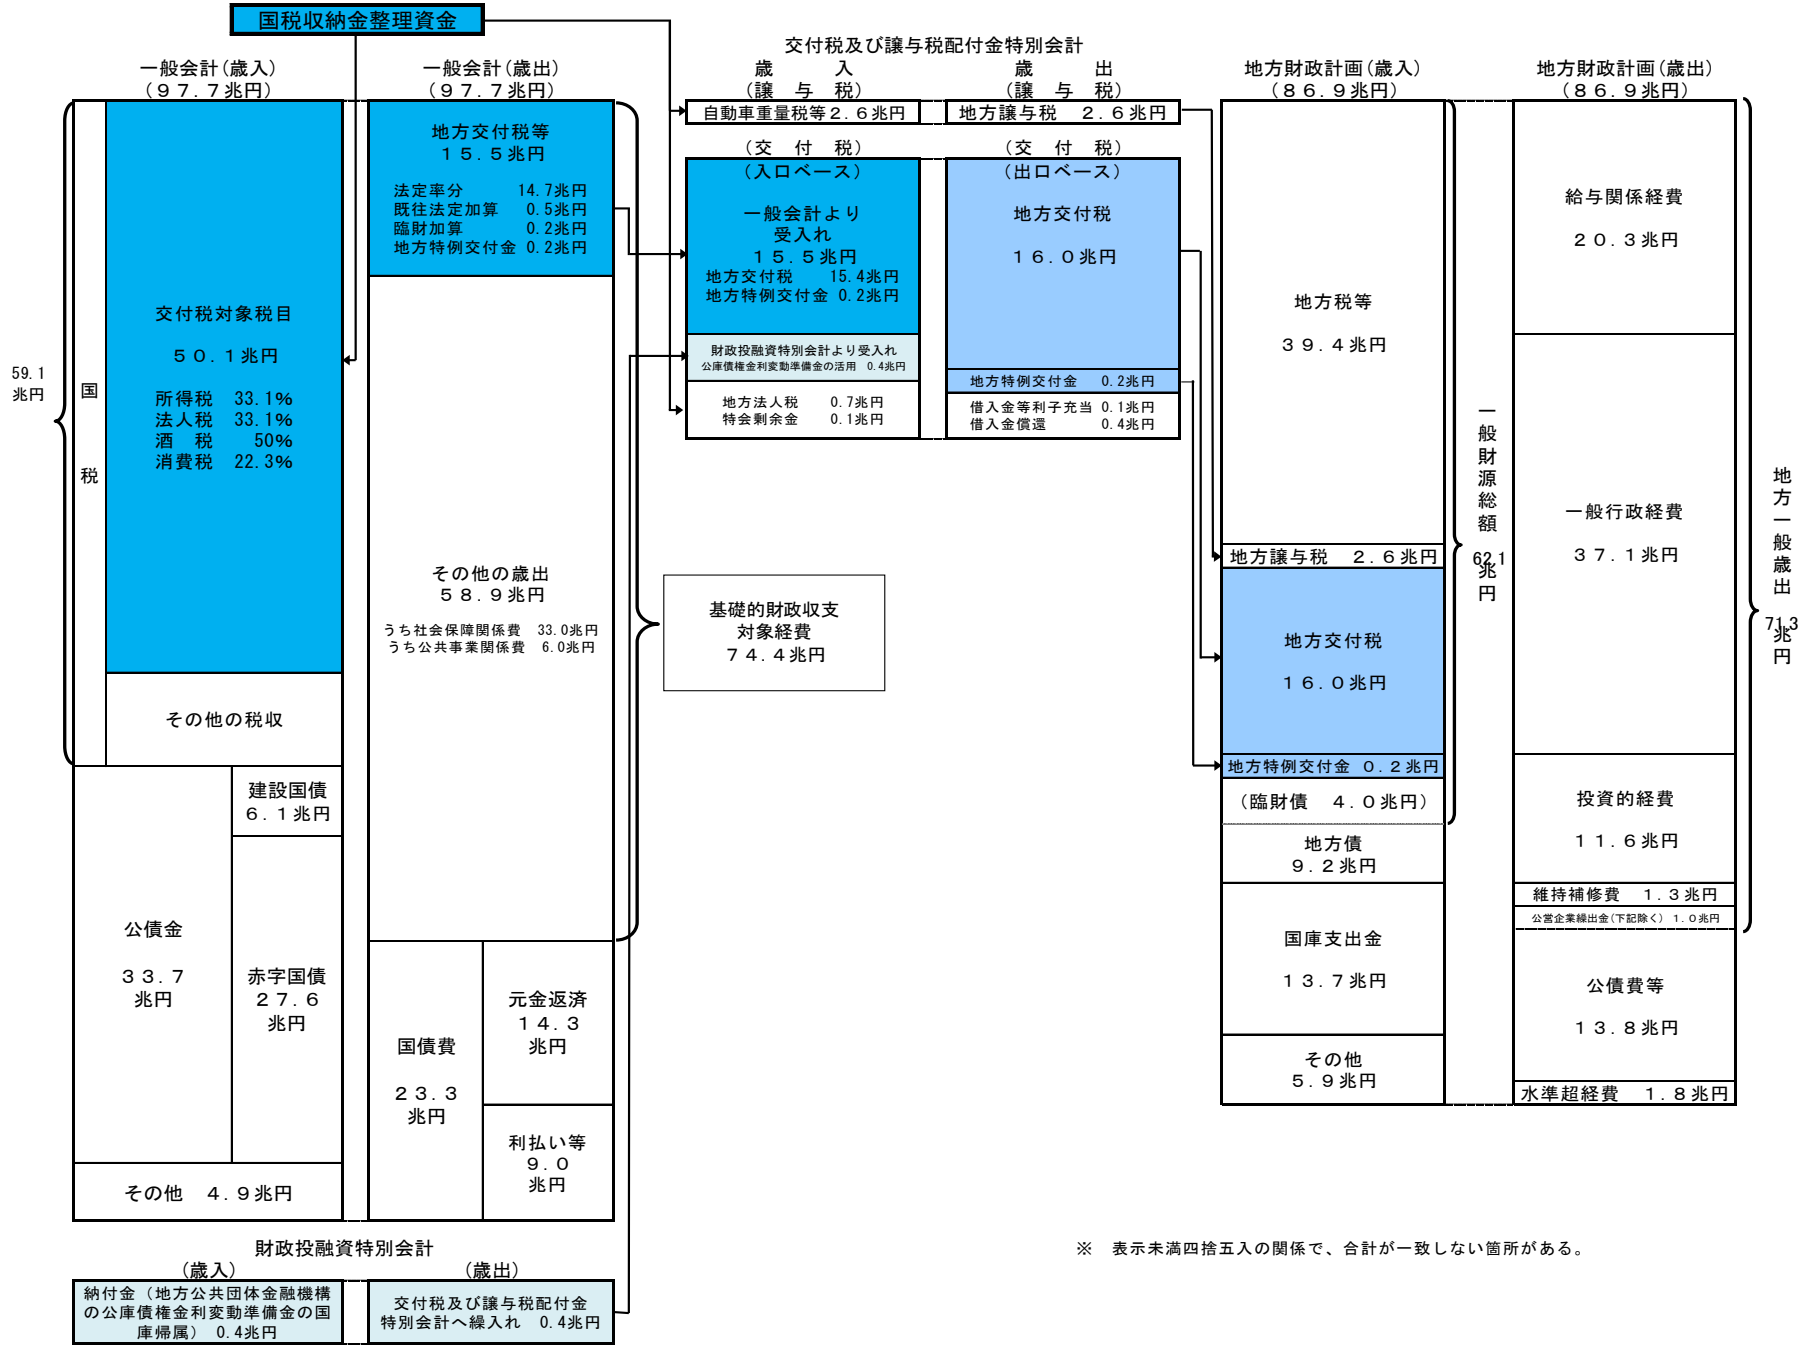 国税収納金整理資金
一般会計(歳入)
(97.7兆円)
59.1
兆円
国
税
交付税対象税目
50.1兆円
所得税 33.1%
法人税 33.1%
酒 税 50%
消費税 22.3%
その他の税収
公債金
33.7
兆円
建設国債
6.1兆円
赤字国債
27.6
兆円
その他 4.9兆円
一般会計(歳出)
(97.7兆円)
地方交付税等
15.5兆円
法定率分 14.7兆円
既往法定加算 0.5兆円
臨財加算 0.2兆円
地方特例交付金 0.2兆円
その他の歳出
58.9兆円
うち社会保障関係費 33.0兆円
うち公共事業関係費 6.0兆円
国債費
23.3
兆円
元金返済
14.3
兆円
利払い等
9.0
兆円
基礎的財政収支
対象経費
74.4兆円
財政投融資特別会計
(歳入)
納付金(地方公共団体金融機構
の公庫債権金利変動準備金の国
庫帰属) 0.4兆円
(歳出)
交付税及び譲与税配付金
特別会計へ繰入れ 0.4兆円
交付税及び譲与税配付金特別会計
歳 入
(譲 与 税)
自動車重量税等2.6兆円
(交 付 税)
(入口ベース)
一般会計より
受入れ
15.5兆円
地方交付税 15.4兆円
地方特例交付金 0.2兆円
財政投融資特別会計より受入れ
公庫債権金利変動準備金の活用 0.4兆円
地方法人税 0.7兆円
特会剰余金 0.1兆円
歳 出
(譲 与 税)
地方譲与税 2.6兆円
(交 付 税)
(出口ベース)
地方交付税
16.0兆円
地方特例交付金 0.2兆円
借入金等利子充当 0.1兆円
借入金償還 0.4兆円
地方財政計画(歳入)
(86.9兆円)
地方税等
39.4兆円
地方譲与税 2.6兆円
地方交付税
16.0兆円
地方特例交付金 0.2兆円
(臨財債 4.0兆円)
地方債
9.2兆円
国庫支出金
13.7兆円
その他
5.9兆円
一般財源総額
62.1
兆円
地方財政計画(歳出)
(86.9兆円)
給与関係経費
20.3兆円
一般行政経費
37.1兆円
投資的経費
11.6兆円
維持補修費 1.3兆円
公営企業繰出金(下記除く) 1.0兆円
公債費等
13.8兆円
水準超経費 1.8兆円
地方一般歳出
71.3
兆円
※ 表示未満四捨五入の関係で、合計が一致しない箇所がある。